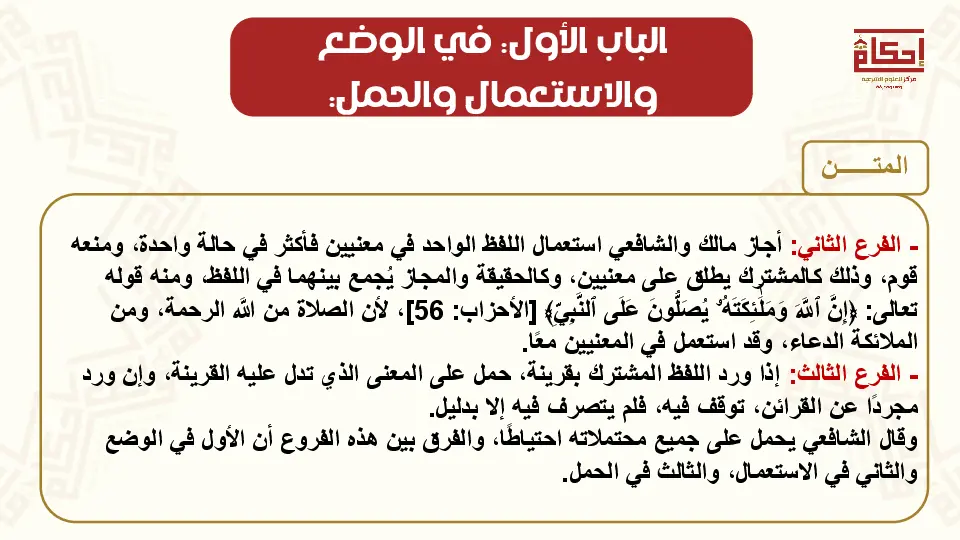 الباب الأول: في الوضع
والاستعمال والحمل:
إحكام
مركز للعلوم الشرعية
المتـــــــن
- الفرع الثاني: أجاز مالك والشافعي استعمال اللفظ الواحد في معنيين فأكثر في حالة واحدة، ومنعه
قوم، وذلك كالمشترك يطلق على معنيين، وكالحقيقة والمجاز يُجمع بينهما في اللفظ، ومنه قوله
تعالى: ﴿إِنَّ ٱللَّهَ وَمَلَٰٓئِكَتَهُۥ يُصَلُّونَ عَلَى ٱلنَّبِيِّ﴾ [الأحزاب: 56]، لأن الصلاة من الله الرحمة، ومن
الملائكة الدعاء، وقد استعمل في المعنيين معًا.
- الفرع الثالث: إذا ورد اللفظ المشترك بقرينة، حمل على المعنى الذي تدل عليه القرينة، وإن ورد
مجردًا عن القرائن، توقف فيه، فلم يتصرف فيه إلا بدليل.
وقال الشافعي يحمل على جميع محتملاته احتياطًا، والفرق بين هذه الفروع أن الأول في الوضع
والثاني في الاستعمال، والثالث في الحمل.